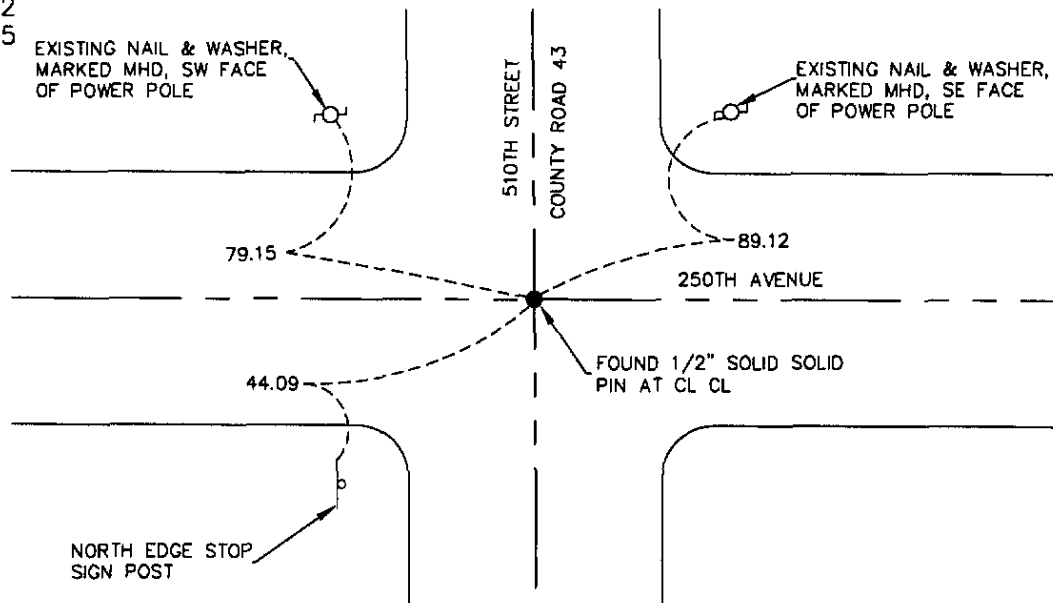 2
5
EXISTING NAIL & WASHER,
MARKED MHD, SW FACE
OF POWER POLE
EXISTING NAIL & WASHER,
MARKED MHD, SE FACE
OF POWER POLE
510TH STREET
COUNTY ROAD 43
79.15
89.12
250TH AVENUE
44.09
FOUND 1/2" SOLID SOLID
PIN AT CL CL
NORTH EDGE STOP
SIGN POST